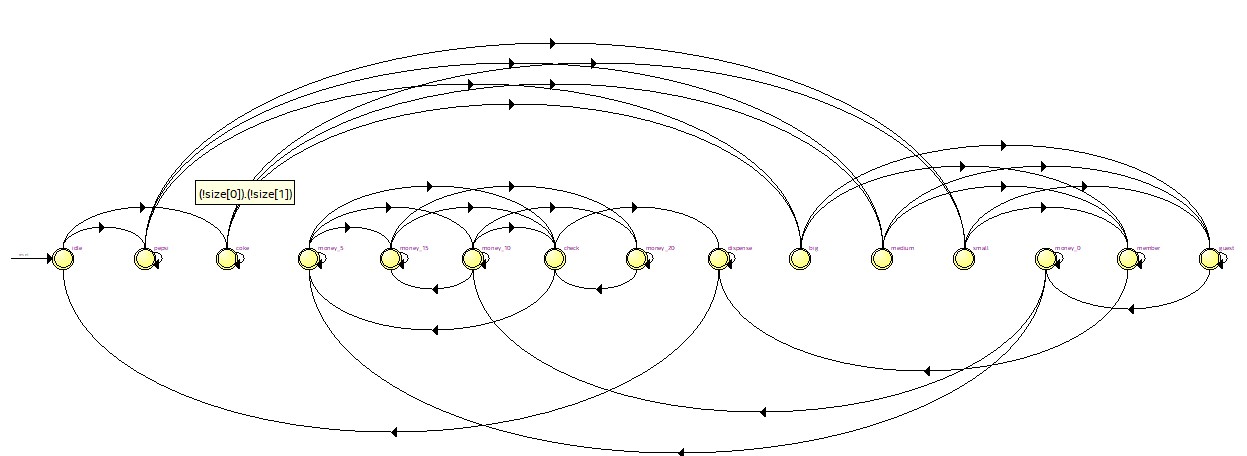 (!size[0]).(!size[1])
idle
pepsi
coke
money_5
money_15
money_10
check
money_20
dispense
big
medium
small
money_0
member
guest